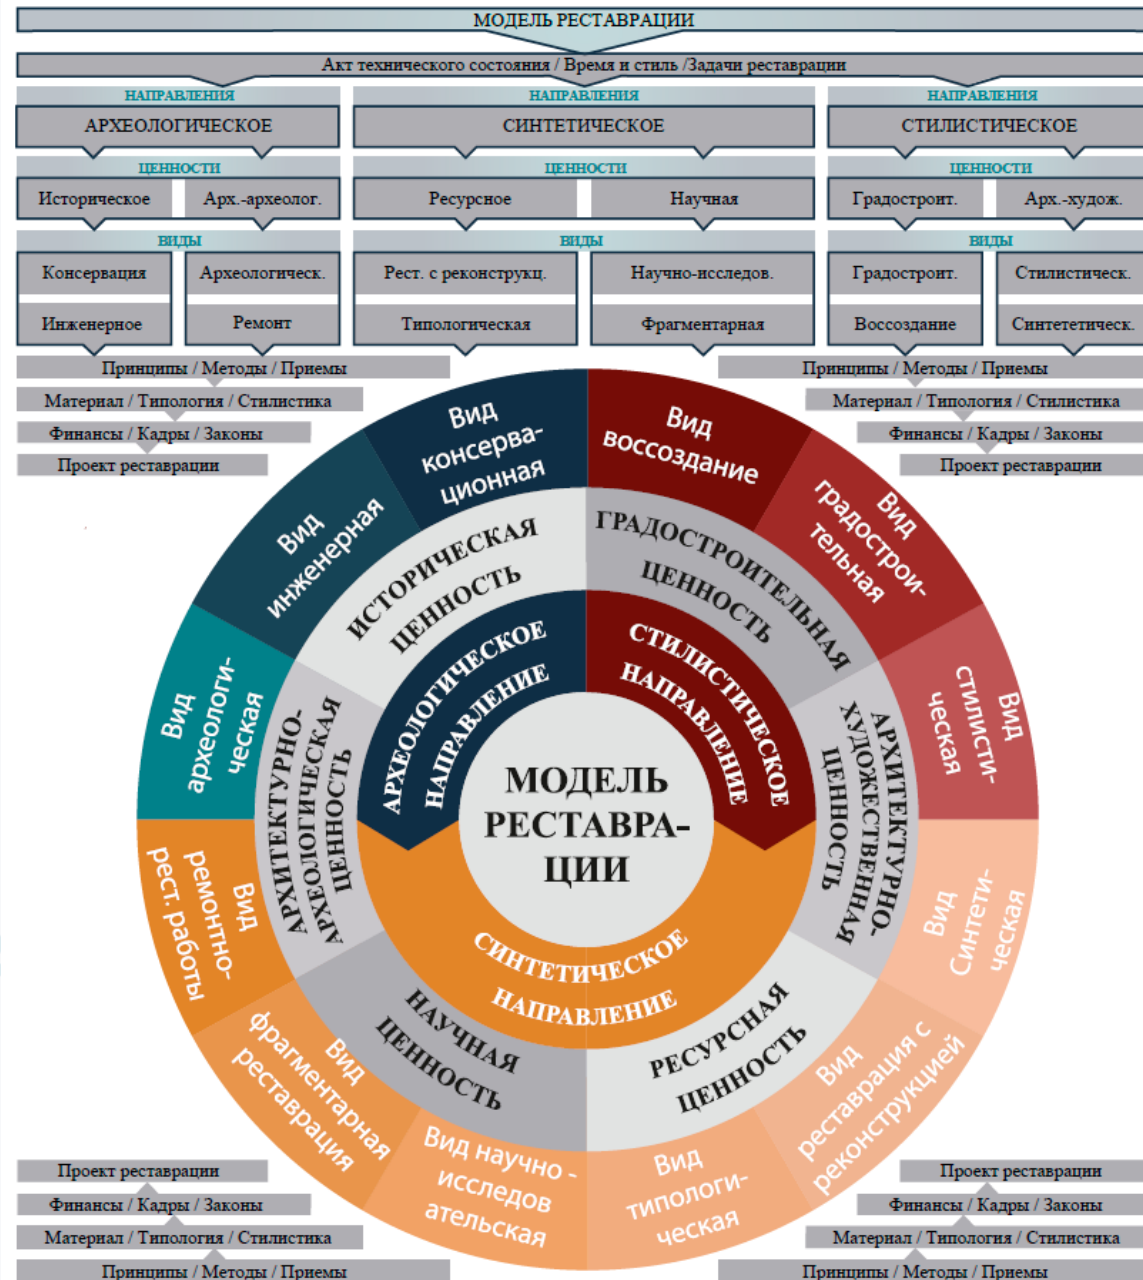 МОДЕЛЬ РЕСТАВРАЦИИ
Акт технического состояния / Время и стиль /Задачи реставрации
НАПРАВЛЕНИЯ
НАПРАВЛЕНИЯ
НАПРАВЛЕНИЯ
АРХЕОЛОГИЧЕСКОЕ
СИНТЕТИЧЕСКОЕ
СТИЛИСТИЧЕСКОЕ
ЦЕННОСТИ
ЦЕННОСТИ
ЦЕННОСТИ
Историческое
Арх.-археолог.
Ресурсное
Научная
Градостроит.
Арх.-худож.
ВИДЫ
ВИДЫ
ВИДЫ
Консервация
Археологическ.
Рест. с реконструкц.
Научно-исследов.
Градостроит.
Стилистическ.
Инженерное
Ремонт
Типологическая
Фрагментарная
Воссоздание
Синтететическ.
Принципы / Методы / Приемы
Принципы / Методы / Приемы
Материал / Типология / Стилистика
Материал / Типология / Стилистика
Финансы / Кадры / Законы
Финансы / Кадры / Законы
Проект реставрации
Проект реставрации
Вид
консерва-
ционная
Вид
воссоздание
Вид
градострои-
тельная
Вид
стилисти-
ческая
Вид
Синтети-
ческая
Вид
реставрация с
реконструкцией
Вид
типологи-
ческая
Вид научно -
исследов
ательская
Вид
фрагментарная
реставрация
Вид
ремонтно-
рест. работы
Вид
археологи-
ческая
Вид
инженерная
ИСТОРИЧЕСКАЯ
ЦЕННОСТЬ
ГРАДОСТРОИТЕЛЬНАЯ
ЦЕННОСТЬ
АРХИТЕКТУРНО-
ХУДОЖЕСТВЕННАЯ
ЦЕННОСТЬ
РЕСУРСНАЯ
ЦЕННОСТЬ
НАУЧНАЯ
ЦЕННОСТЬ
АРХИТЕКТУРНО-
АРХЕОЛОГИЧЕСКАЯ
ЦЕННОСТЬ
АРХЕОЛОГИЧЕСКОЕ
НАПРАВЛЕНИЕ
СТИЛИСТИЧЕСКОЕ
НАПРАВЛЕНИЕ
СИНТЕТИЧЕСКОЕ
НАПРАВЛЕНИЕ
МОДЕЛЬ
РЕСТАВРА-
ЦИИ
Проект реставрации
Проект реставрации
Финансы / Кадры / Законы
Финансы / Кадры / Законы
Материал / Типология / Стилистика
Материал / Типология / Стилистика
Принципы / Методы / Приемы
Принципы / Методы / Приемы